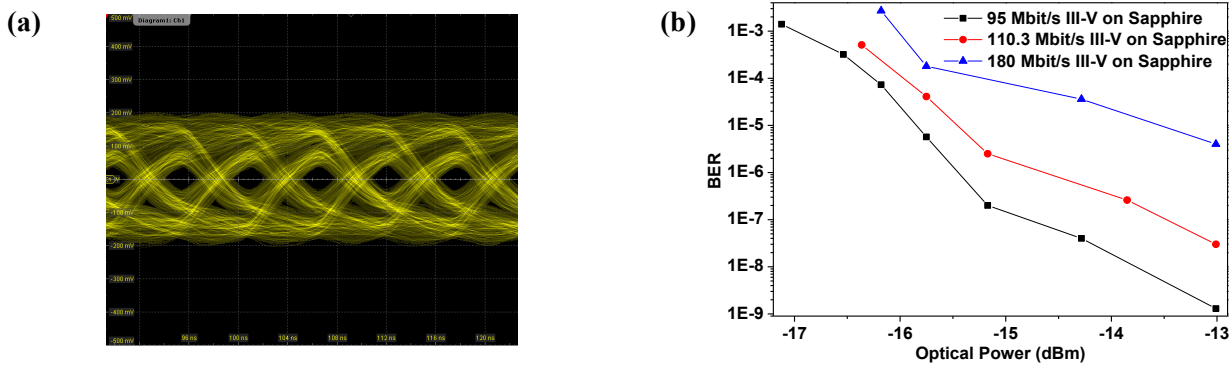 (a)
Diagram1: Cb1
500 mV
400 mV
300 mV
200 mV
100 mV
-100 mV
-200 mV
-300 mV
-400 mV
-500 mV
96 ns
100 ns
104 ns
108 ns
112 ns
116 ns
120 ns
(b)
95 Mbit/s III-V on Sapphire
110.3 Mbit/s III-V on Sapphire
180 Mbit/s III-V on Sapphire
BER
1E-3
1E-4
1E-5
1E-6
1E-7
1E-8
1E-9
-17
-16
-15
-14
-13
Optical Power (dBm)